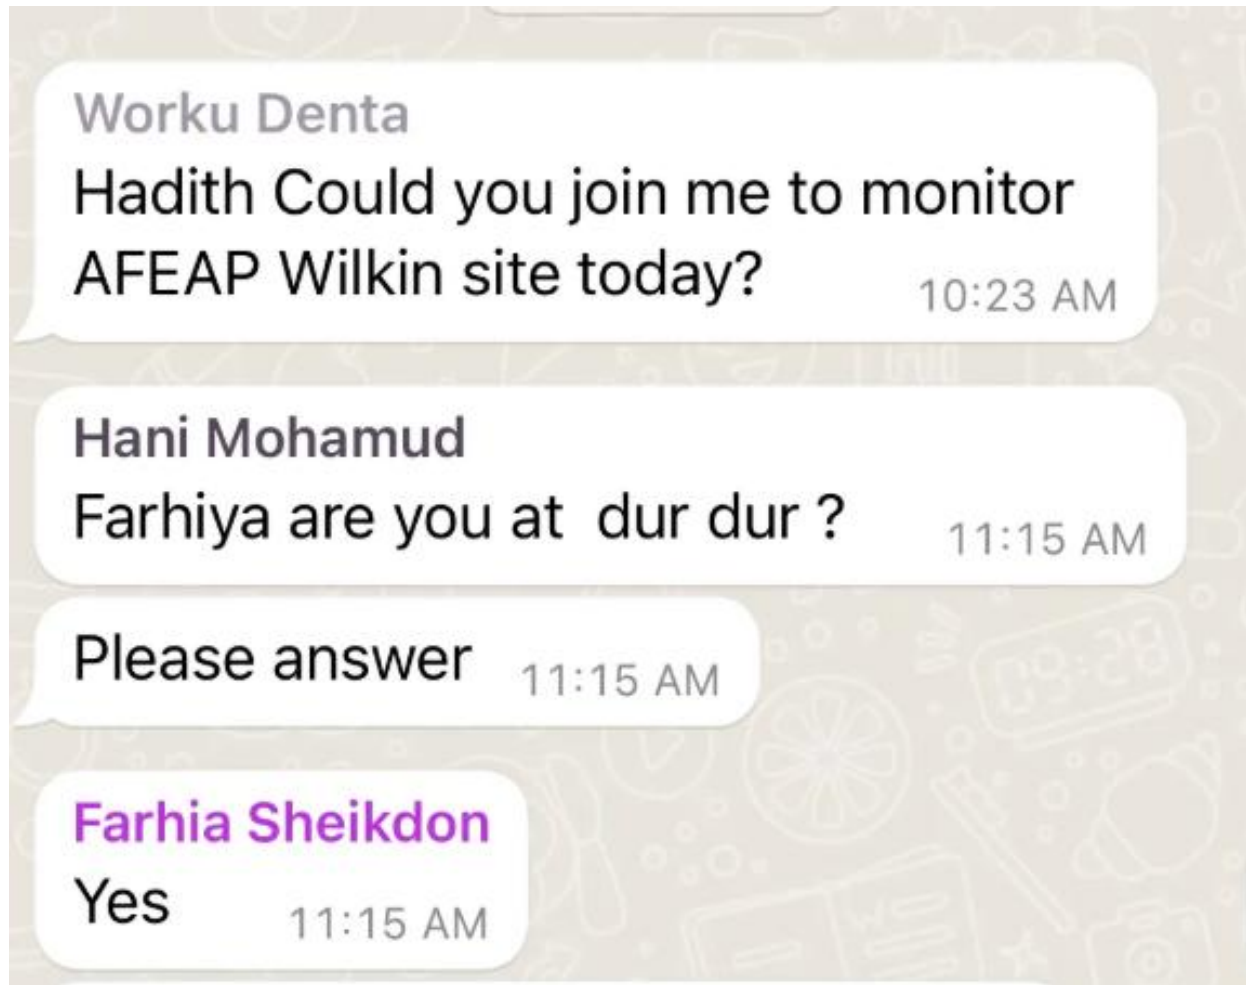 Worku Denta
Hadith Could you join me to monitor
AFEAP Wilkin site today?
10:23 AM
Hani Mohamud
Farhiya are you at  dur dur ?
11:15 AM
Please answer
11:15 AM
Farhia Sheikdon
Yes
11:15 AM